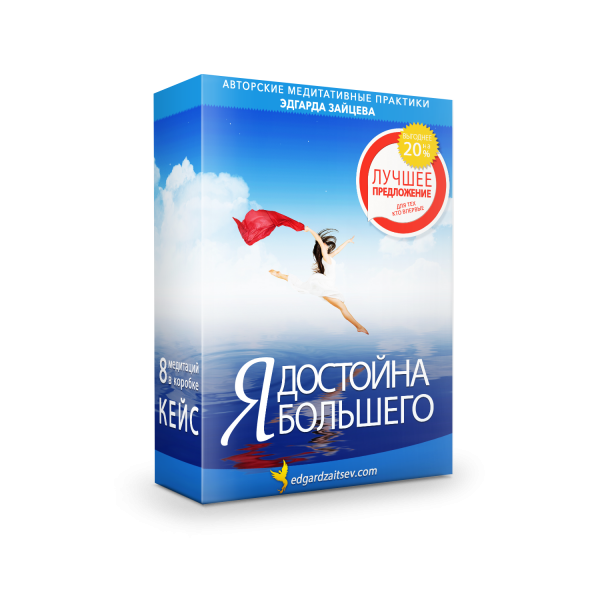 АВТОРСКИЕ МЕДИТАТИВНЫЕ ПРАКТИКИ
ЭДГАРДА ЗАЙЦЕВА
ВЫГОДНЕЕ
20 на %
ЛУЧШЕЕ
ПРЕДЛОЖЕНИЕ
ДЛЯ ТЕХ
КТО ВПЕРВЫЕ
8 медитаций
в коробке
КЕЙС
Я ДОСТОЙНА
БОЛЬШЕГО
edgardzaitsev.com